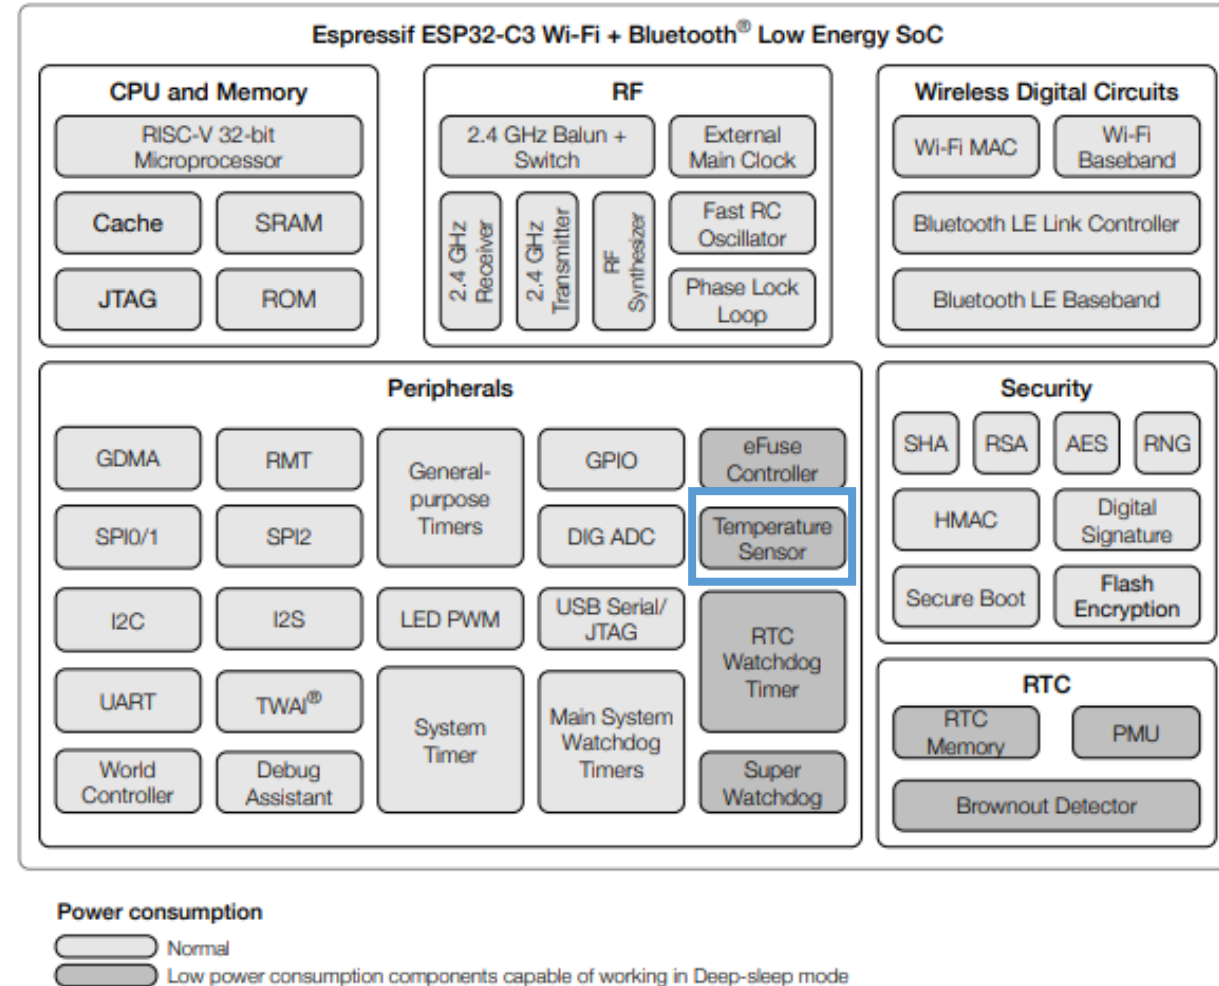 Espressif ESP32-C3 Wi-Fi + Bluetooth® Low Energy SoC
CPU and Memory
RISC-V 32-bit
Microprocessor
Cache
SRAM
JTAG
ROM
RF
2.4 GHz Balun +
Switch
External
Main Clock
2.4 GHz
Receiver
2.4 GHz
Transmitter
RF
Synthesizer
Fast RC
Oscillator
Phase Lock
Loop
Wireless Digital Circuits
Wi-Fi MAC
Wi-Fi
Baseband
Bluetooth LE Link Controller
Bluetooth LE Baseband
Peripherals
GDMA
RMT
General-
purpose
Timers
GPIO
eFuse
Controller
SPI0/1
SPI2
DIG ADC
Temperature
Sensor
I2C
I2S
LED PWM
USB Serial/
JTAG
RTC
Watchdog
Timer
UART
TWAI®
System
Timer
Main System
Watchdog
Timers
World
Controller
Debug
Assistant
Super
Watchdog
Security
SHA
RSA
AES
RNG
HMAC
Digital
Signature
Secure Boot
Flash
Encryption
RTC
RTC
Memory
PMU
Brownout Detector
Power consumption
Normal
Low power consumption components capable of working in Deep-sleep mode